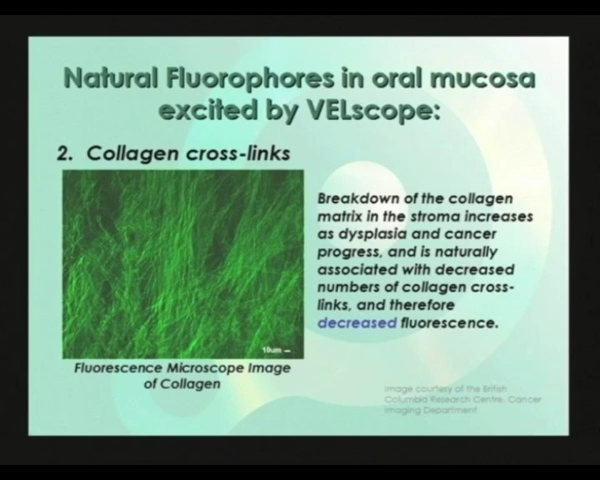 Natural Fluorophores in oral mucosa
excited by VELscope:
2. Collagen cross-links
Breakdown of the collagen
matrix in the stroma increases
as dysplasia and cancer
progress, and is naturally
associated with decreased
numbers of collagen cross-
links, and therefore
decreased fluorescence.
10um
Fluorescence Microscope Image
of Collagen
Image courtesy of the British
Columbia Research Centre, Cancer
Imaging Department